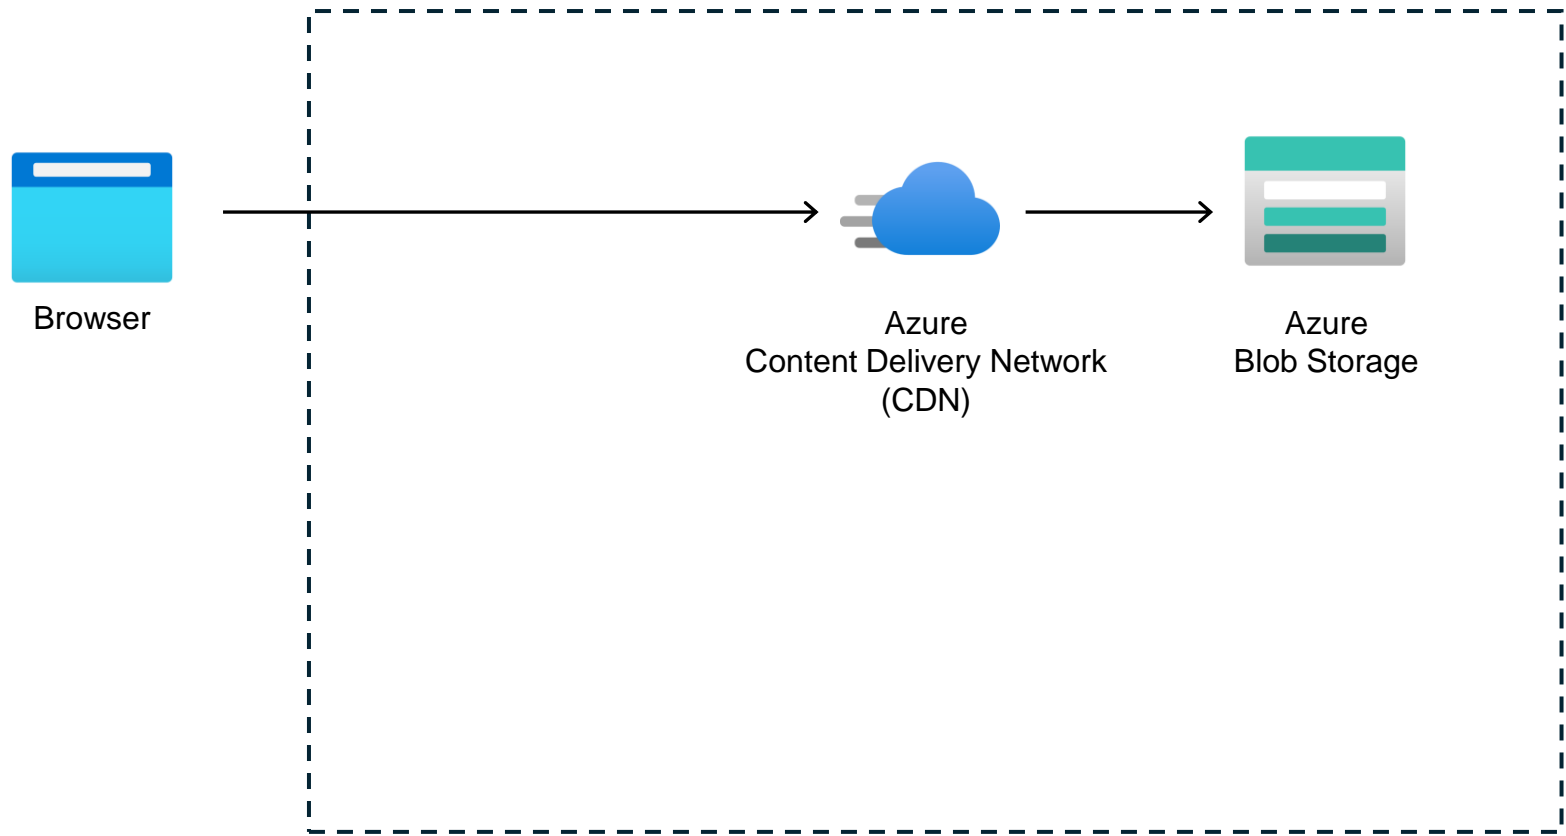 Browser
Azure
Content Delivery Network
(CDN)
Azure
Blob Storage